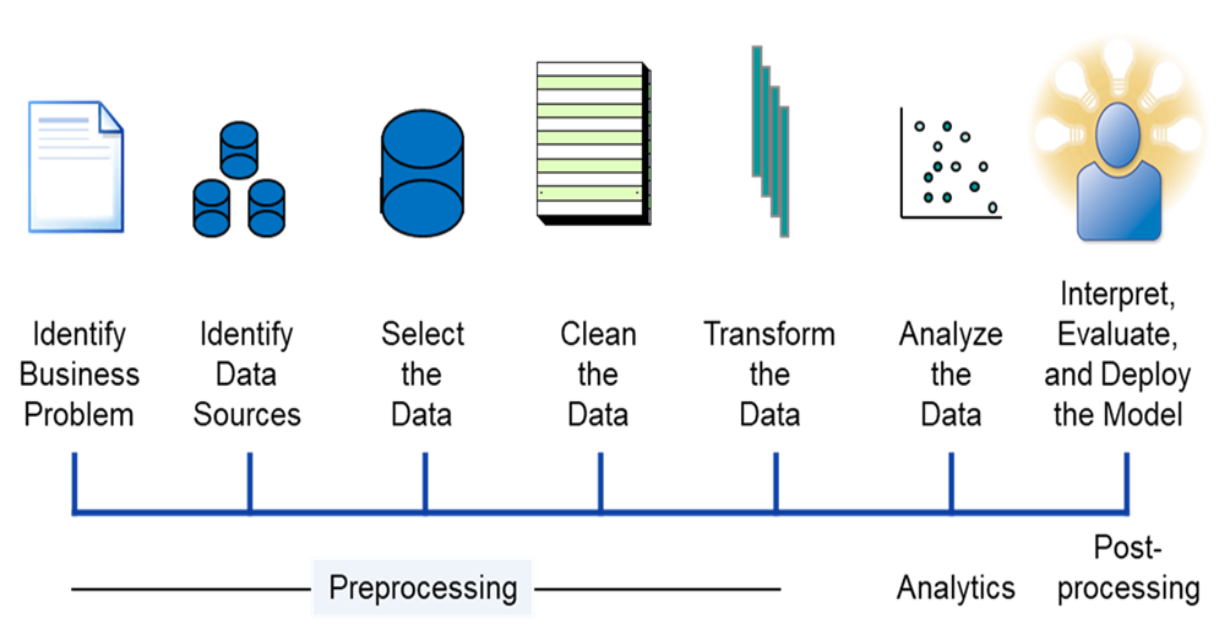 Identify
Business
Problem
Identify
Data
Sources
Select
the
Data
Clean
the
Data
Transform
the
Data
Analyze
the
Data
Interpret,
Evaluate,
and Deploy
the Model
Preprocessing
Analytics
Post-
processing